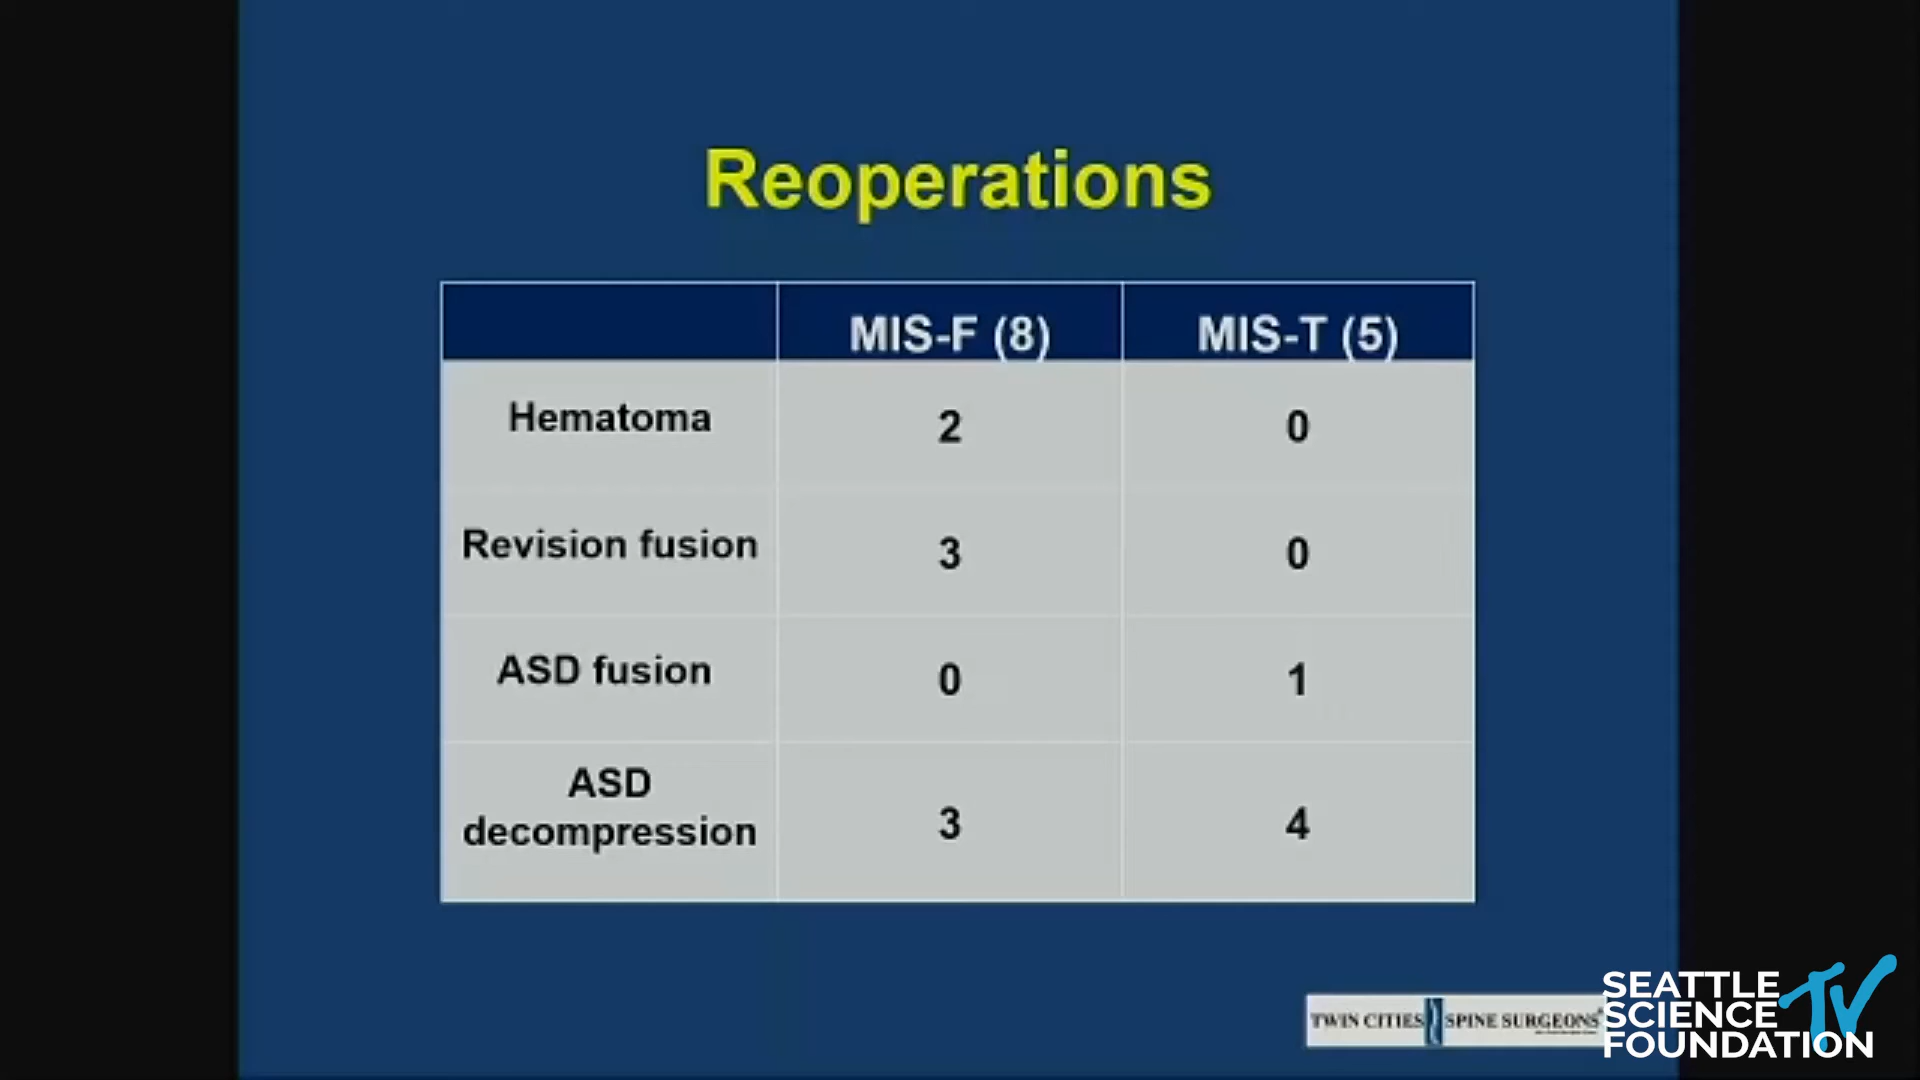 Reoperations
MIS-F (8) MIS-T (5)
Hematoma 2 0
Revision fusion 3 0
ASD fusion 0 1
ASD
decompression 3 4
TWIN CITIES SPINE SURGEONS
SEATTLE
SCIENCE
FOUNDATION
TV